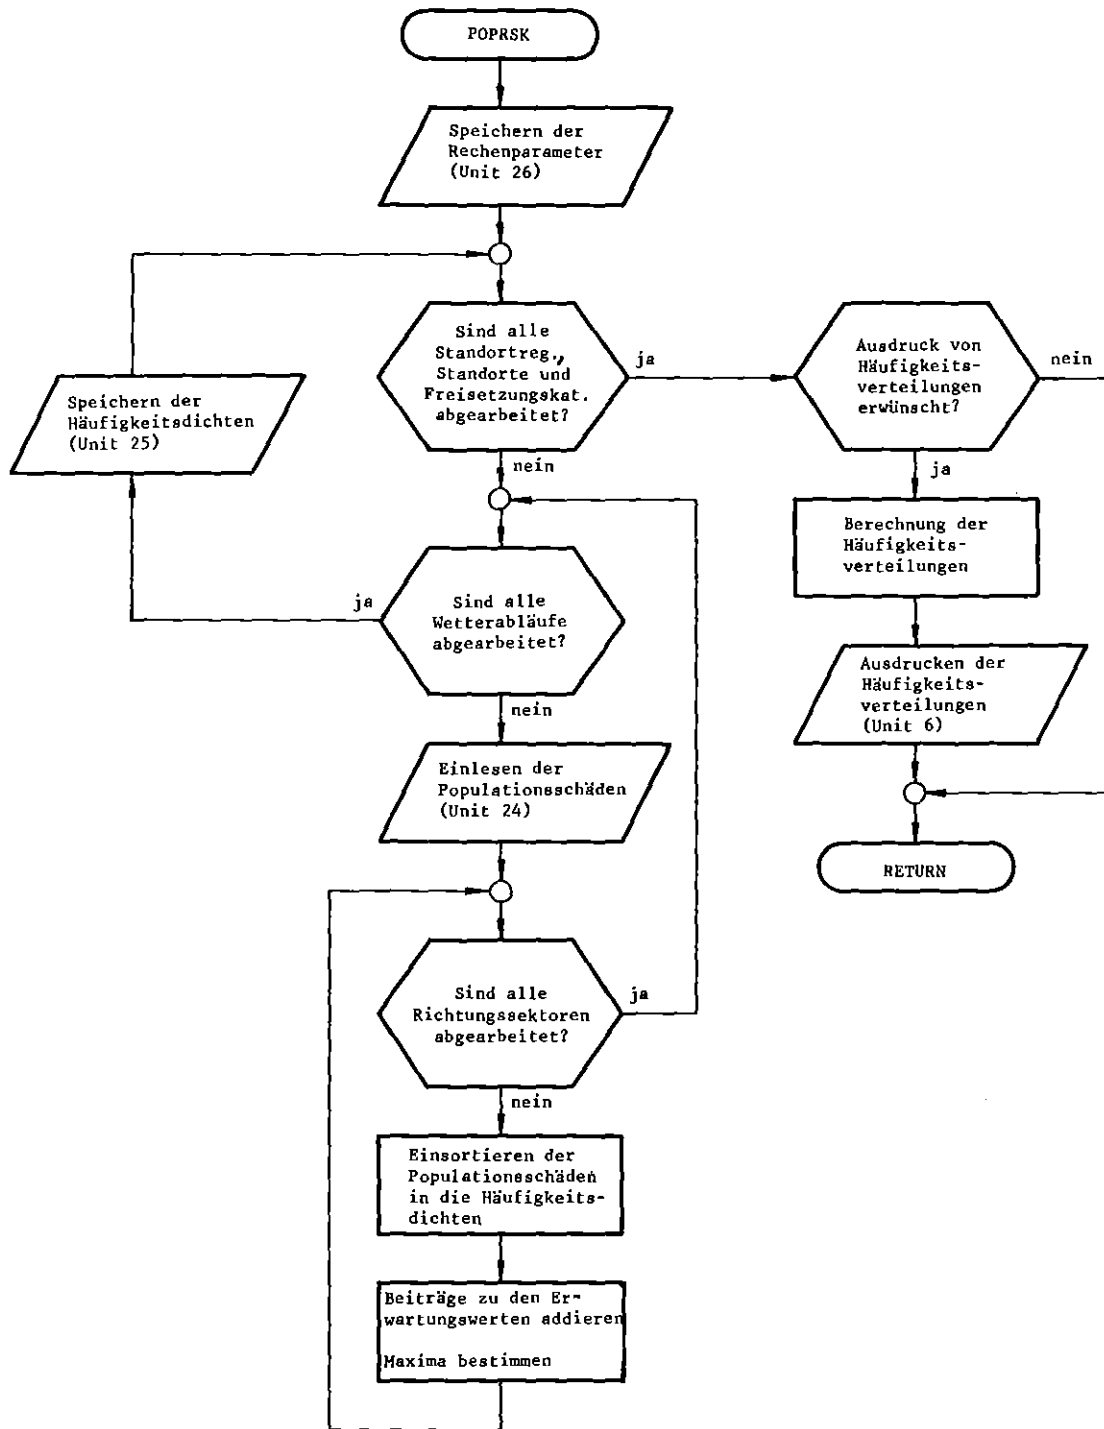 POPRSK
Speichern der
Rechenparameter
(Unit 26)
Sind alle
Standortreg.,
Standorte und
Freisetzungskat.
abgearbeitet?
ja
Ausdruck von
Häufigkeits-
verteilungen
erwünscht?
nein
Speichern der
Häufigkeitsdichten
(Unit 25)
nein
ja
Berechnung der
Häufigkeits-
verteilungen
ja
Sind alle
Wetterabläufe
abgearbeitet?
nein
Ausdrucken der
Häufigkeits-
verteilungen
(Unit 6)
Einlesen der
Populationsschäden
(Unit 24)
RETURN
Sind alle
Richtungssektoren
abgearbeitet?
ja
nein
Einsortieren der
Populationsschäden
in die Häufigkeits-
dichten
Beiträge zu den Er-
wartungswerten addieren
Maxima bestimmen